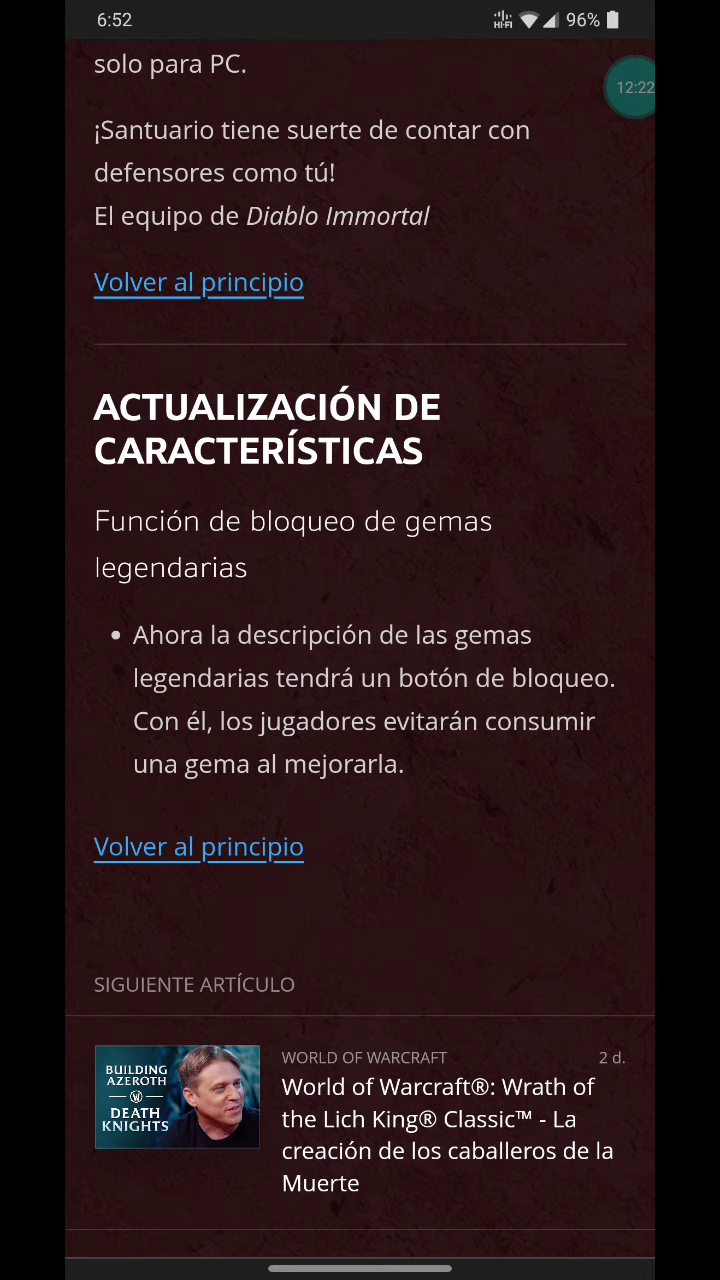 6:52
HI-FI
96%
solo para PC.
12:22
¡Santuario tiene suerte de contar con
defensores como tú!
El equipo de Diablo Immortal
Volver al principio
ACTUALIZACIÓN DE
CARACTERÍSTICAS
Función de bloqueo de gemas
legendarias
• Ahora la descripción de las gemas
legendarias tendrá un botón de bloqueo.
Con él, los jugadores evitarán consumir
una gema al mejorarla.
Volver al principio
SIGUIENTE ARTÍCULO
BUILDING
AZEROTH
W
DEATH
KNIGHTS
WORLD OF WARCRAFT
2 d.
World of Warcraft®: Wrath of
the Lich King® Classic™ - La
creación de los caballeros de la
Muerte